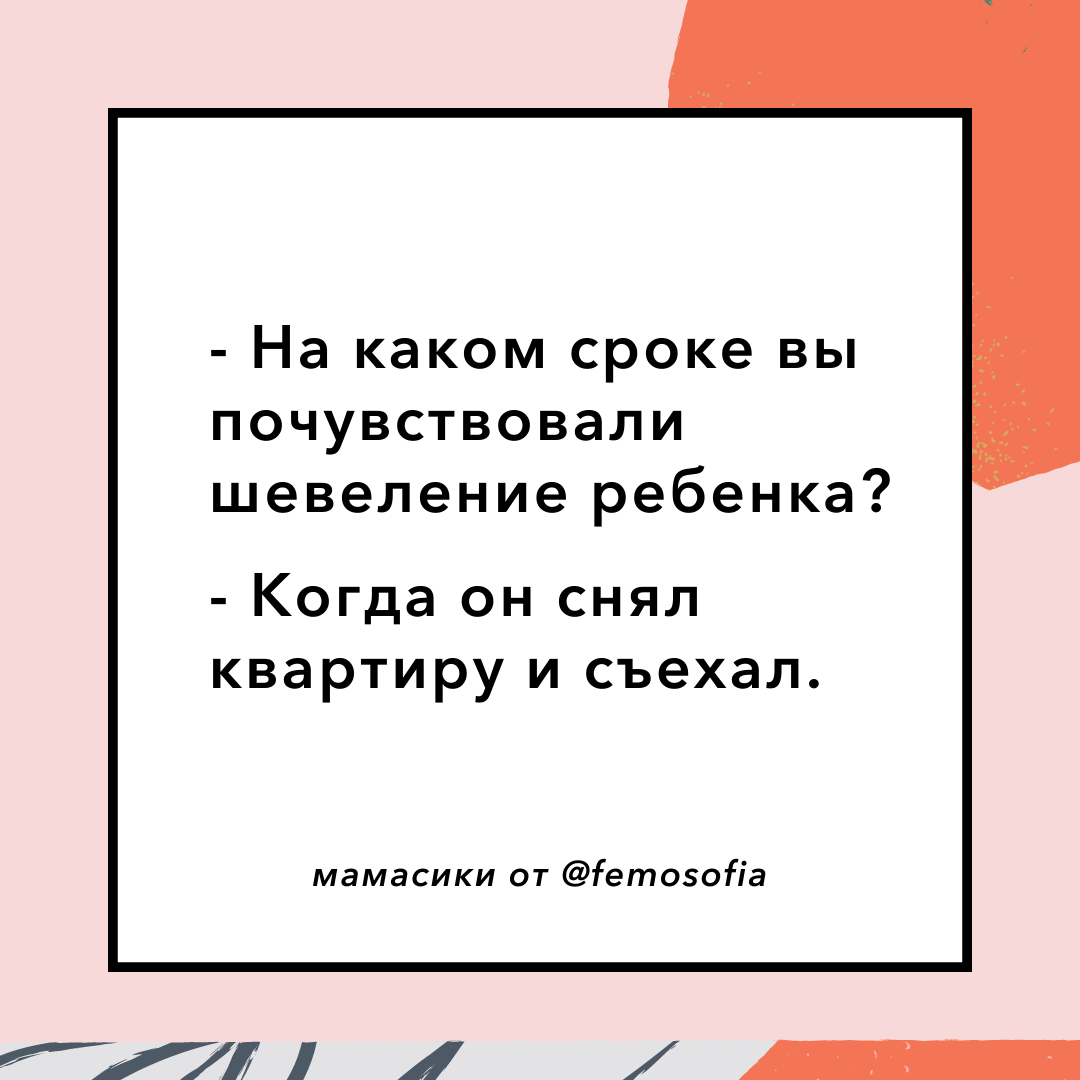 - На каком сроке вы
почувствовали
шевеление ребенка?
- Когда он снял
квартиру и съехал.
мамасики от @femosofia